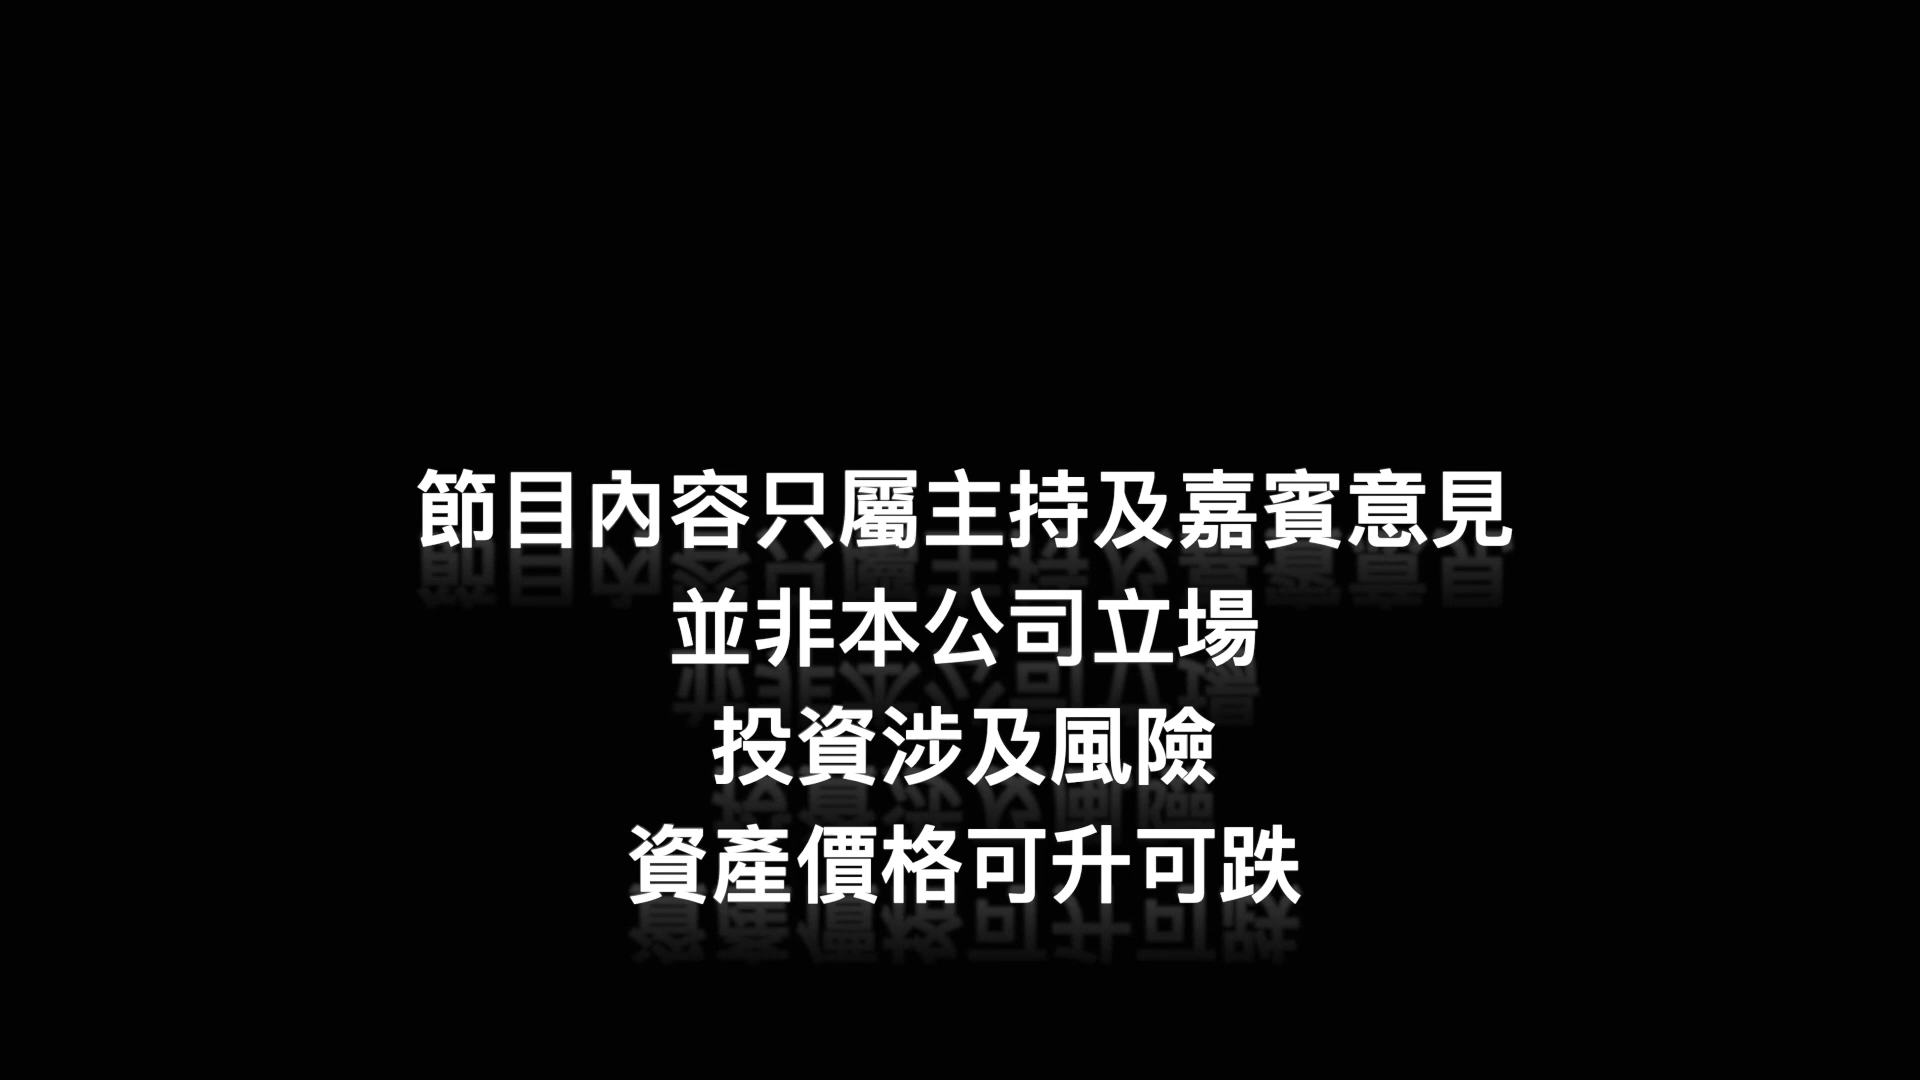 節目內容只屬主持及嘉賓意見
並非本公司立場
投資涉及風險
資產價格可升可跌